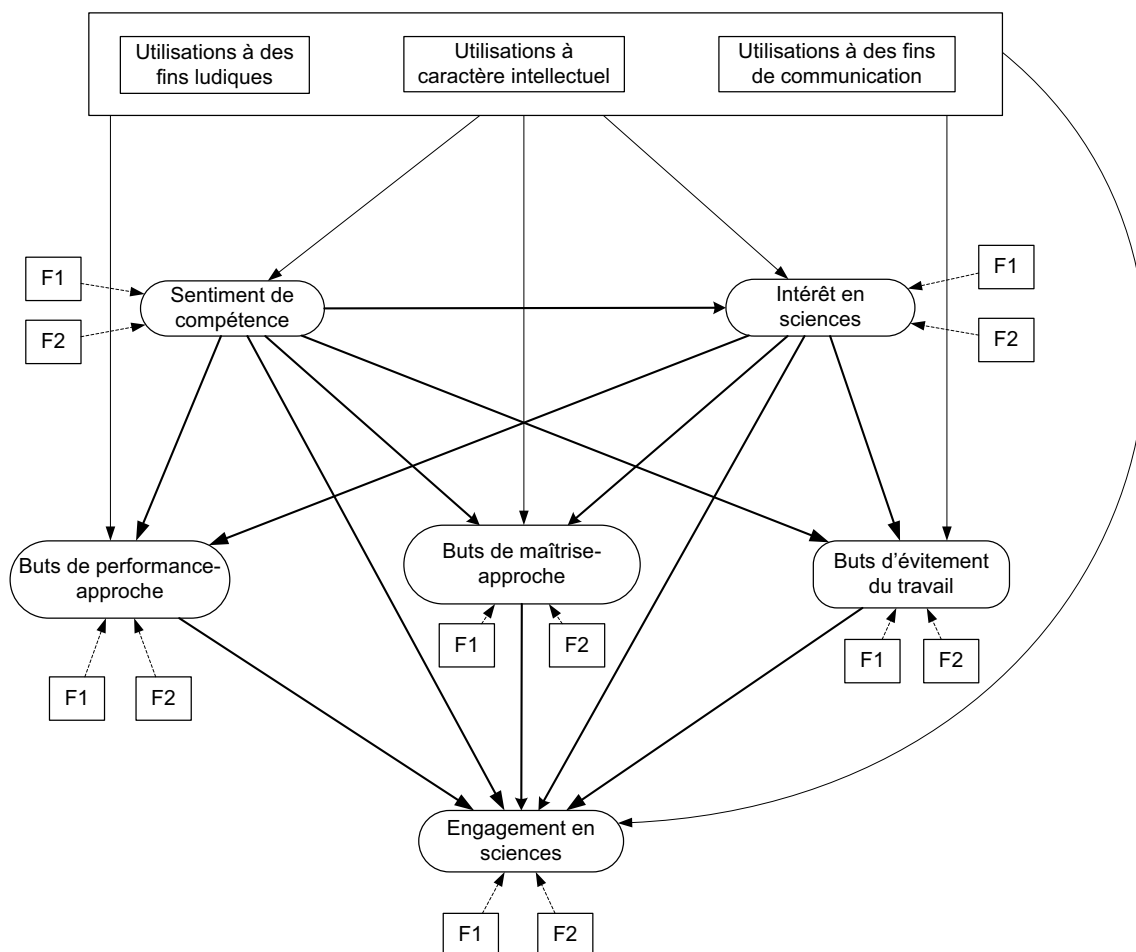 Utilisations à des
fins ludiques
Utilisations à
caractère intellectuel
Utilisations à des fins
de communication
F1
F2
Sentiment de
compétence
Intérêt en
sciences
F1
F2
Buts de performance-
approche
Buts de maîtrise-
approche
Buts d’évitement
du travail
F1
F2
F1
F2
F1
F2
Engagement en
sciences
F1
F2